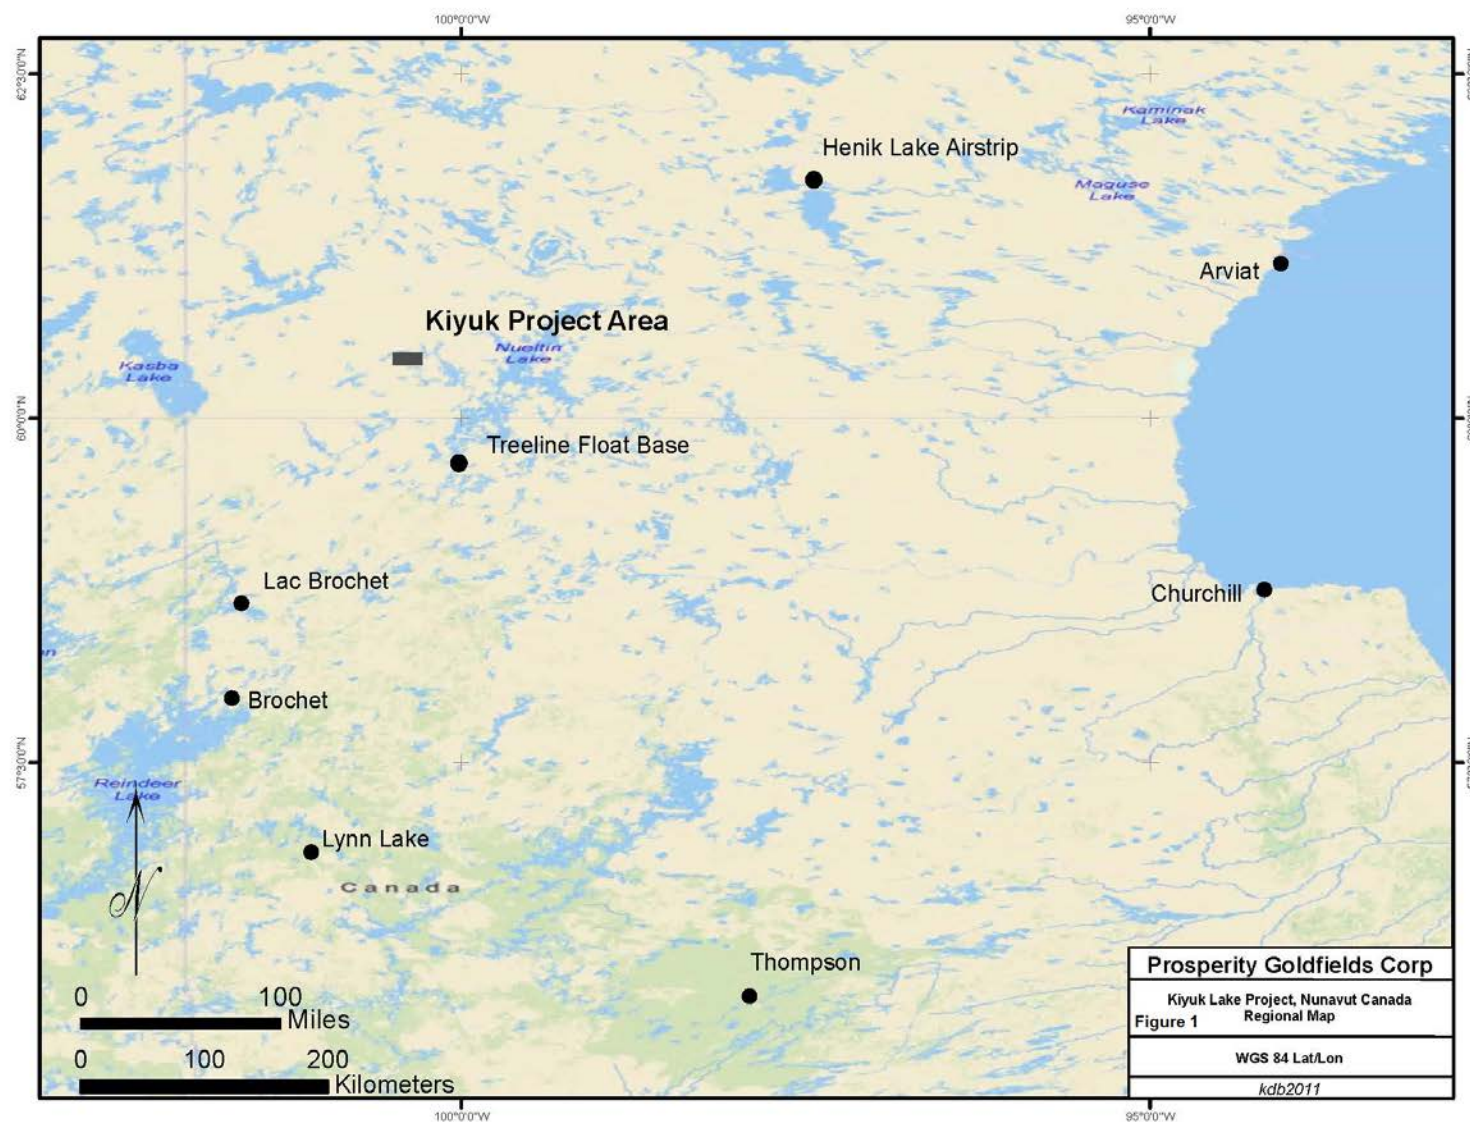 100°0'0"W
95°0'0"W
62°30'0"N
Kaminak
Lake
Henik Lake Airstrip
Maguse
Lake
Arviat
Kiyuk Project Area
Nueltin
Lake
Kasba
Lake
60°0'0"N
Treeline Float Base
Lac Brochet
Churchill
Brochet
57°30'0"N
Reindeer
Lake
Lynn Lake
Canada
N
Thompson
0 100
Miles
0 100 200
Kilometers
Prosperity Goldfields Corp
Kiyuk Lake Project, Nunavut Canada
Regional Map
Figure 1
WGS 84 Lat/Lon
kdb2011
100°0'0"W
95°0'0"W